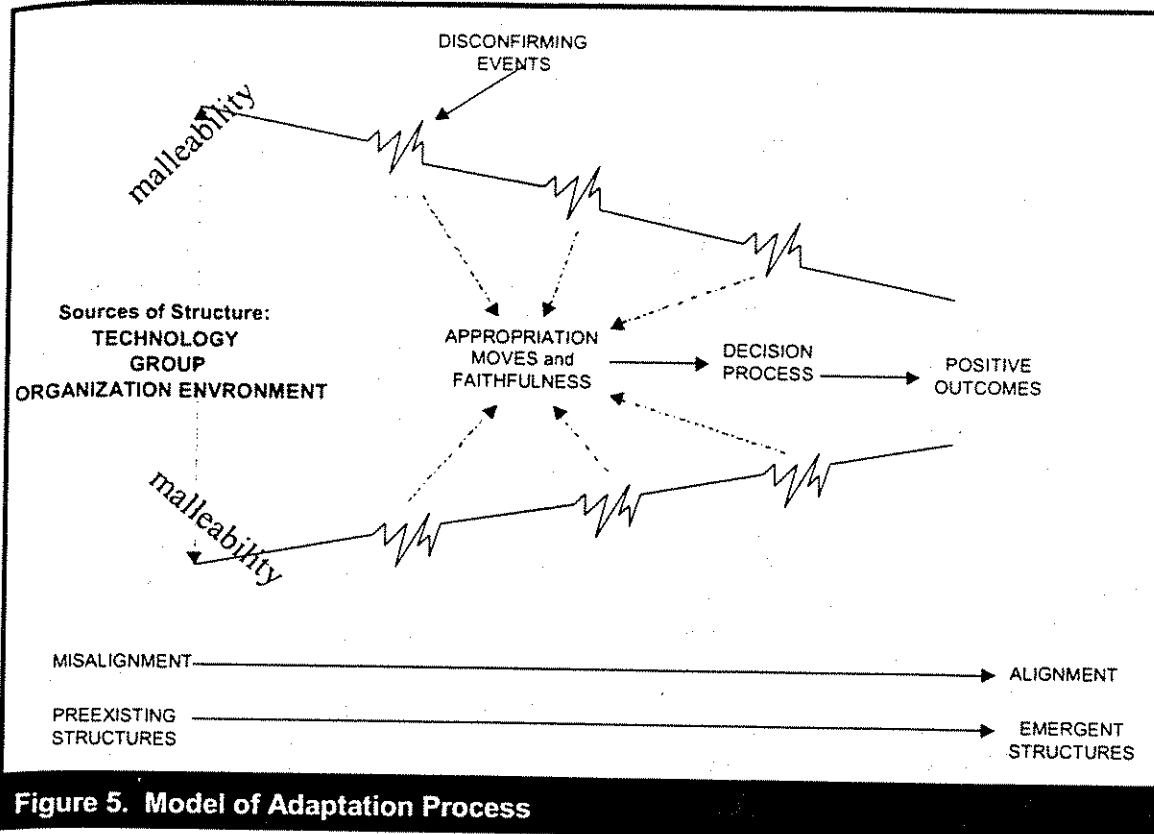 DISCONFIRMING
EVENTS
malleability
Sources of Structure:
TECHNOLOGY
GROUP
ORGANIZATION ENVRONMENT
APPROPRIATION
MOVES and
FAITHFULNESS
DECISION
PROCESS
POSITIVE
OUTCOMES
malleability
MISALIGNMENT
ALIGNMENT
PREEXISTING
STRUCTURES
EMERGENT
STRUCTURES
Figure 5. Model of Adaptation Process